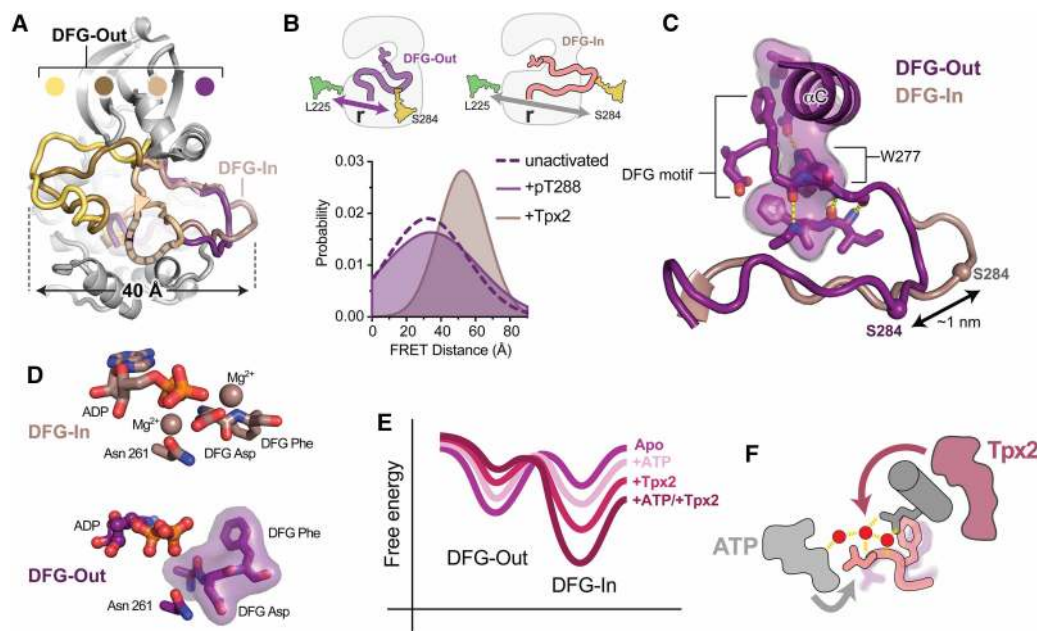 A
DFG-Out
DFG-In
40 Å
B
DFG-Out
L225
r
S284
DFG-In
L225
r
S284
0.03
0.02
0.01
0.00
Probability
0
20
40
60
80
FRET Distance (Å)
unactivated
+pT288
+Tpx2
C
DFG-Out
DFG-In
αC
DFG motif
W277
S284
S284
~1 nm
D
ADP
Mg2+
Mg2+
DFG-In
Asn 261
DFG Asp
DFG Phe
ADP
DFG Phe
DFG-Out
Asn 261
DFG Asp
E
Free energy
Apo
+ATP
+Tpx2
+ATP/+Tpx2
DFG-Out
DFG-In
F
Tpx2
ATP